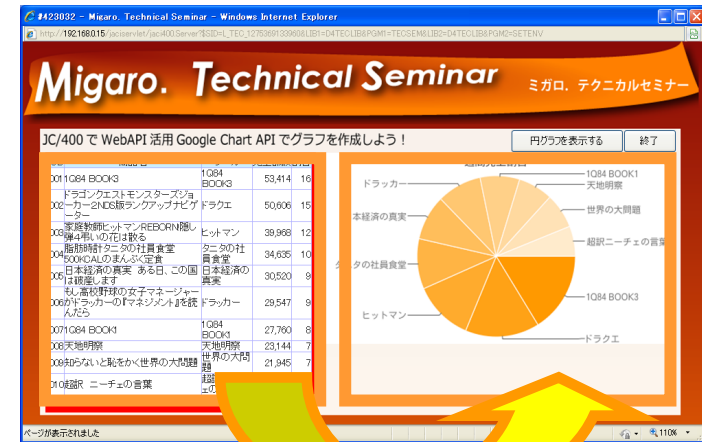 #423032 - Migaro. Technical Seminar - Windows Internet Explorer
Migaro. Technical Seminar
ミガロ. テクニカルセミナー
JC/400 で WebAPI 活用 Google Chart API でグラフを作成しよう！
円グラフを表示する
終了
001 1Q84 BOOK3 1Q84 BOOK3 53,414 16
002 ドラゴンクエストモンスターズジョーカー2NDS版ランクアップナビゲーター ドラクエ 50,606 15
003 家庭教師ヒットマンREBORN!隠し弾4弔いの花は散る ヒットマン 39,968 12
004 脂肪時計タニタの社員食堂 500KCALのまんぷく定食 タニタの社員食堂 34,635 10
005 日本経済の真実 ある日、この国は破産します 日本経済の真実 30,520 9
006 もし高校野球の女子マネージャーがドラッカーの『マネジメント』を読んだら ドラッカー 29,547 9
007 1Q84 BOOK1 1Q84 BOOK1 27,760 8
008 天地明察 天地明察 23,144 7
009 知らないと恥をかく世界の大問題 世界の大問題 21,945 7
010 超訳 ニーチェの言葉
1Q84 BOOK1
天地明察
世界の大問題
超訳ニーチェの言葉
1Q84 BOOK3
ドラクエ
ヒットマン
タの社員食堂
本経済の真実
ドラッカー
ページが表示されました
110%